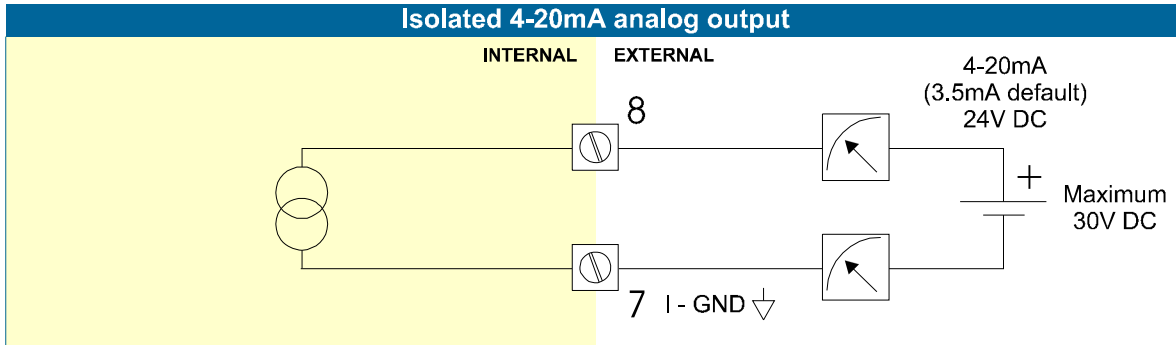 Isolated 4-20mA analog output
INTERNAL EXTERNAL
4-20mA
(3.5mA default)
24V DC
8
+
Maximum
30V DC
7 I - GND